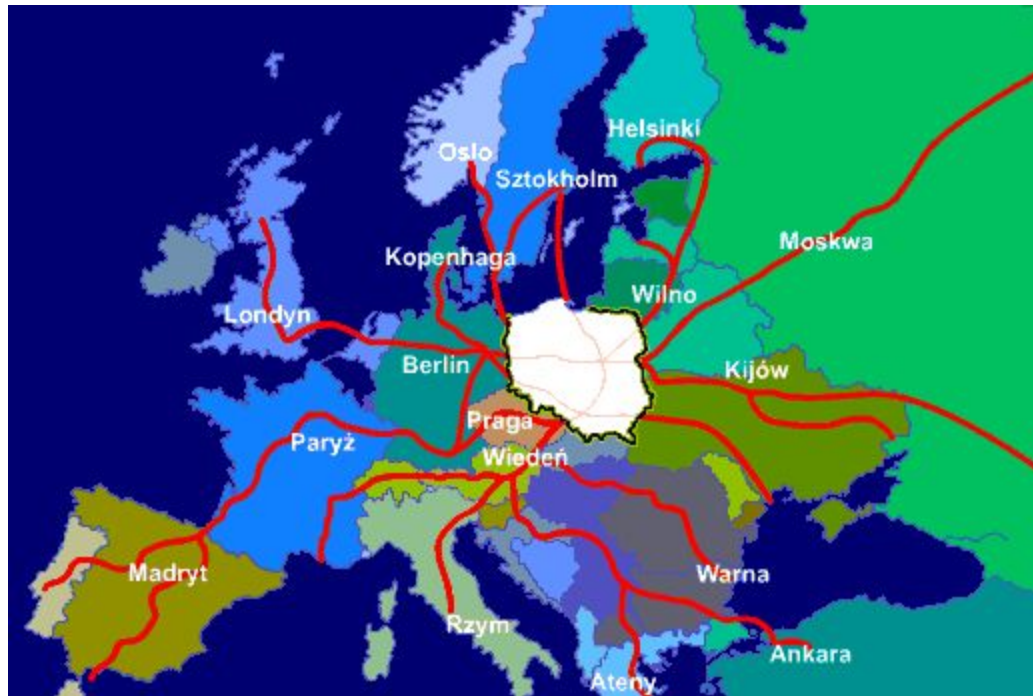 Helsinki
Oslo
Sztokholm
Moskwa
Kopenhaga
Wilno
Londyn
Berlin
Kijów
Praga
Paryż
Wiedeń
Madryt
Warna
Rzym
Ankara
Ateny